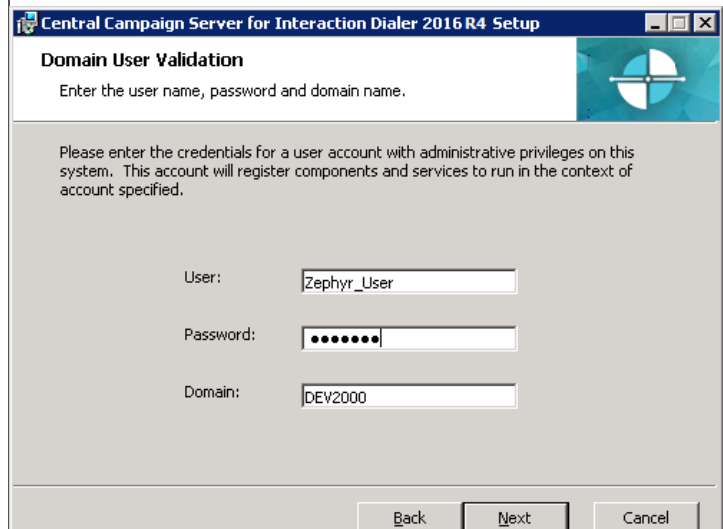 Central Campaign Server for Interaction Dialer 2016 R4 Setup
Domain User Validation
Enter the user name, password and domain name.
Please enter the credentials for a user account with administrative privileges on this
system.  This account will register components and services to run in the context of
account specified.
User:
Zephyr_User
Password:
●●●●●●●
Domain:
DEV2000
Back
Next
Cancel